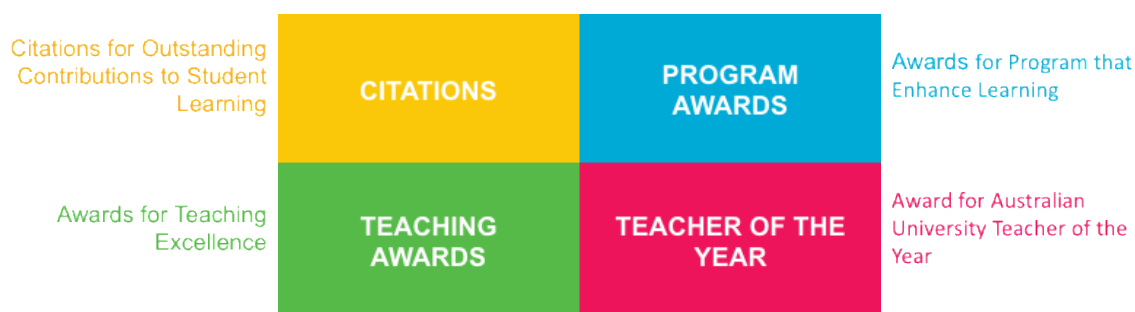 Citations for Outstanding
Contributions to Student
Learning
CITATIONS
PROGRAM
AWARDS
Awards for Program that
Enhance Learning
Awards for Teaching
Excellence
TEACHING
AWARDS
TEACHER OF THE
YEAR
Award for Australian
University Teacher of the
Year